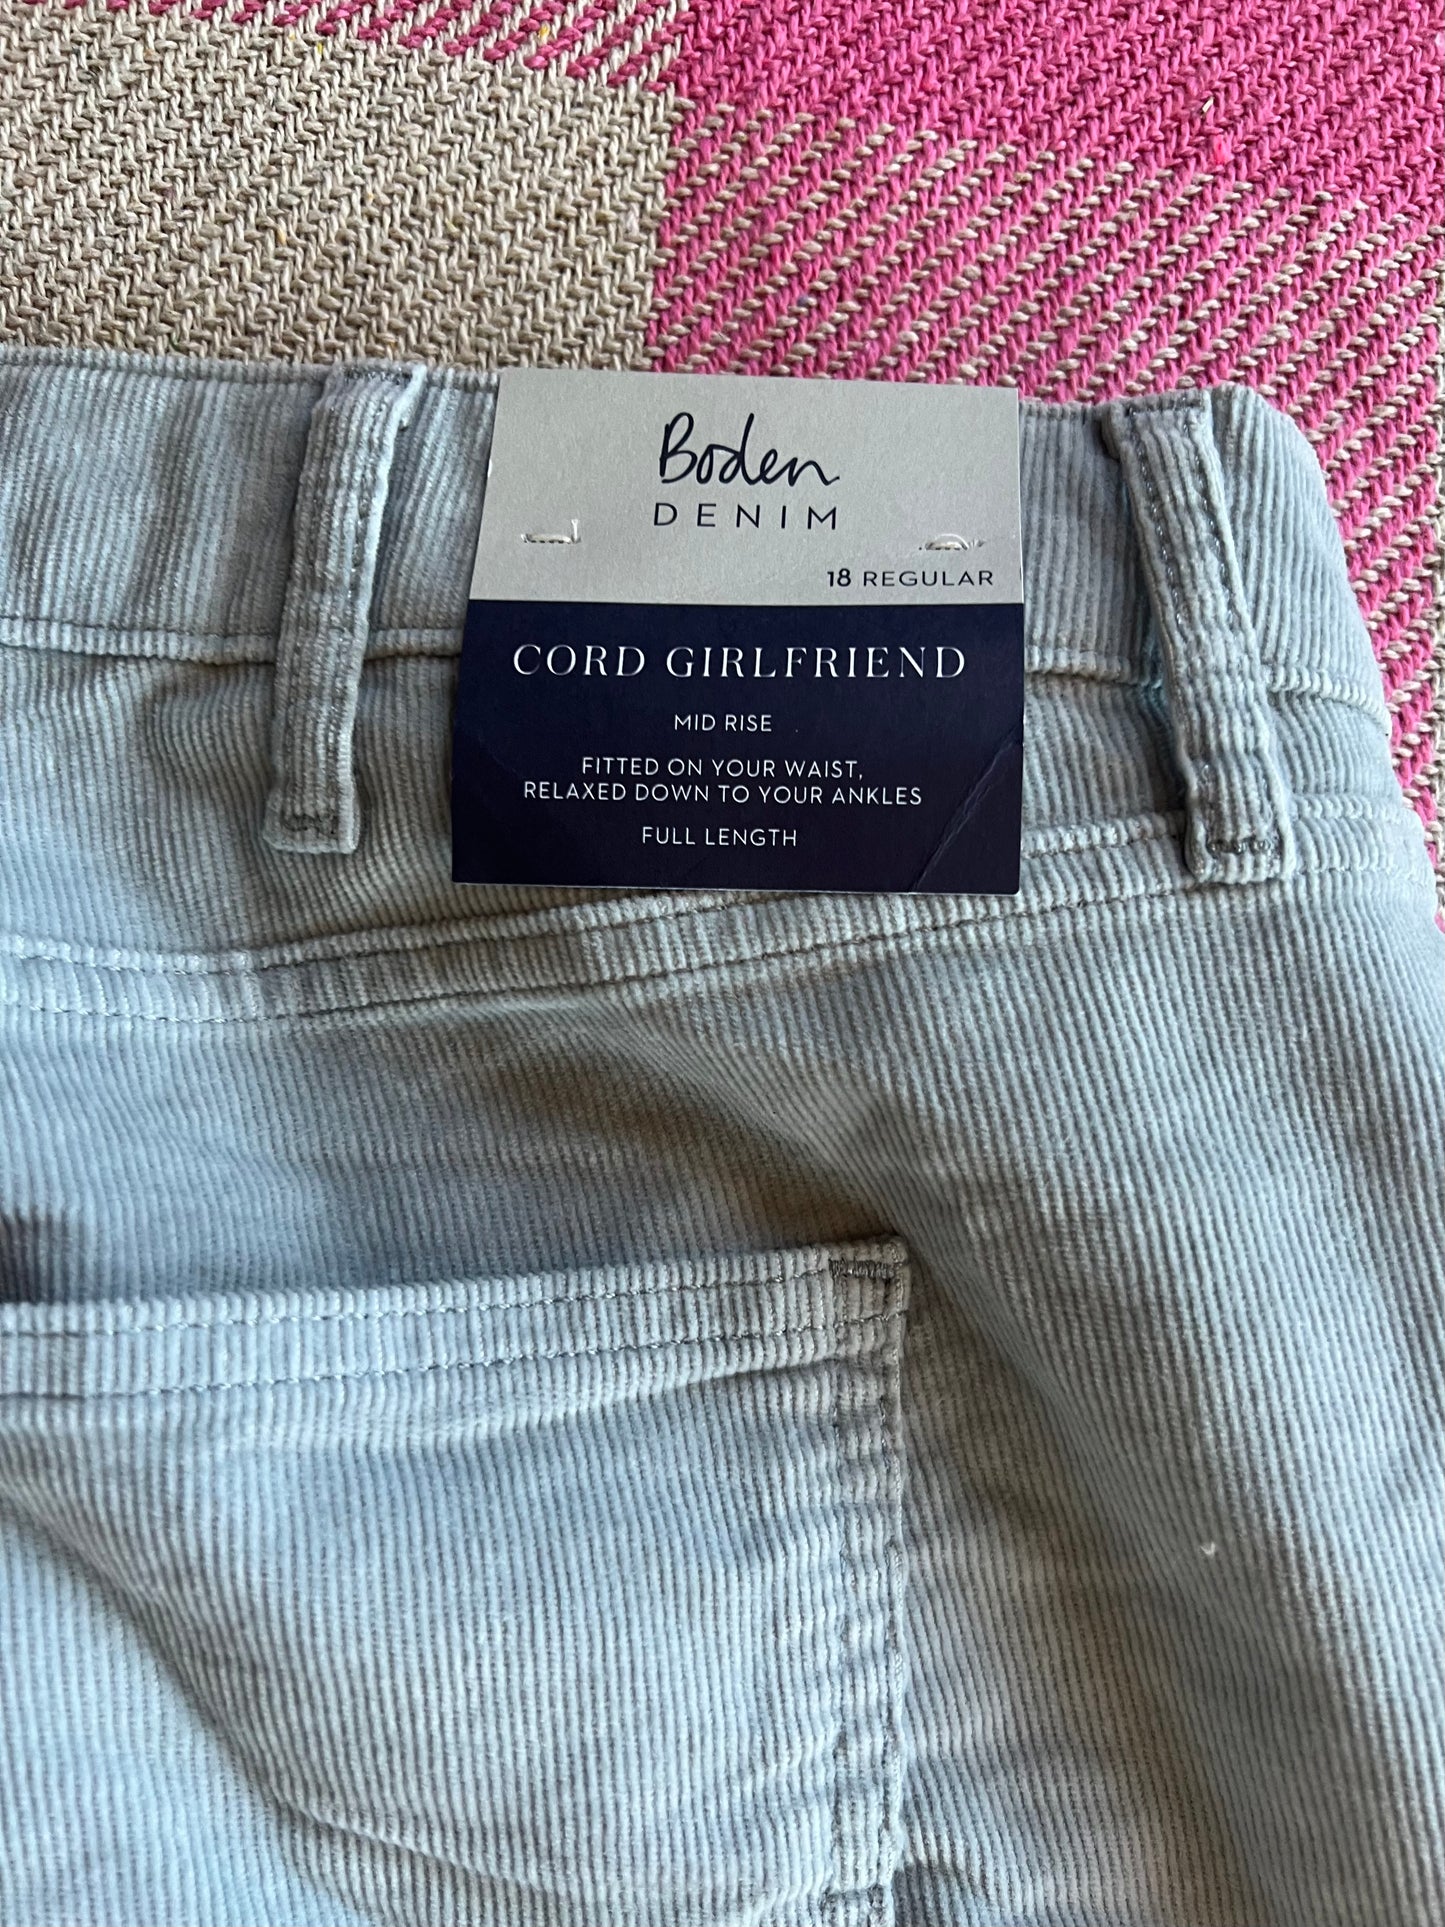 Boden
DENIM
18 REGULAR
CORD GIRLFRIEND
MID RISE
FITTED ON YOUR WAIST,
RELAXED DOWN TO YOUR ANKLES
FULL LENGTH